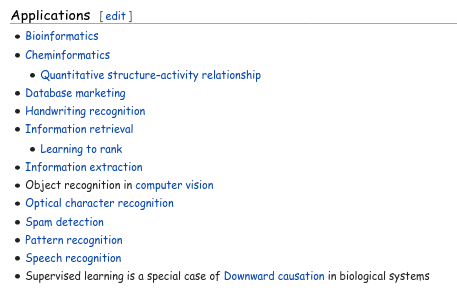 Applications [ edit ]
• Bioinformatics
• Cheminformatics
• Quantitative structure–activity relationship
• Database marketing
• Handwriting recognition
• Information retrieval
• Learning to rank
• Information extraction
• Object recognition in computer vision
• Optical character recognition
• Spam detection
• Pattern recognition
• Speech recognition
• Supervised learning is a special case of Downward causation in biological systems